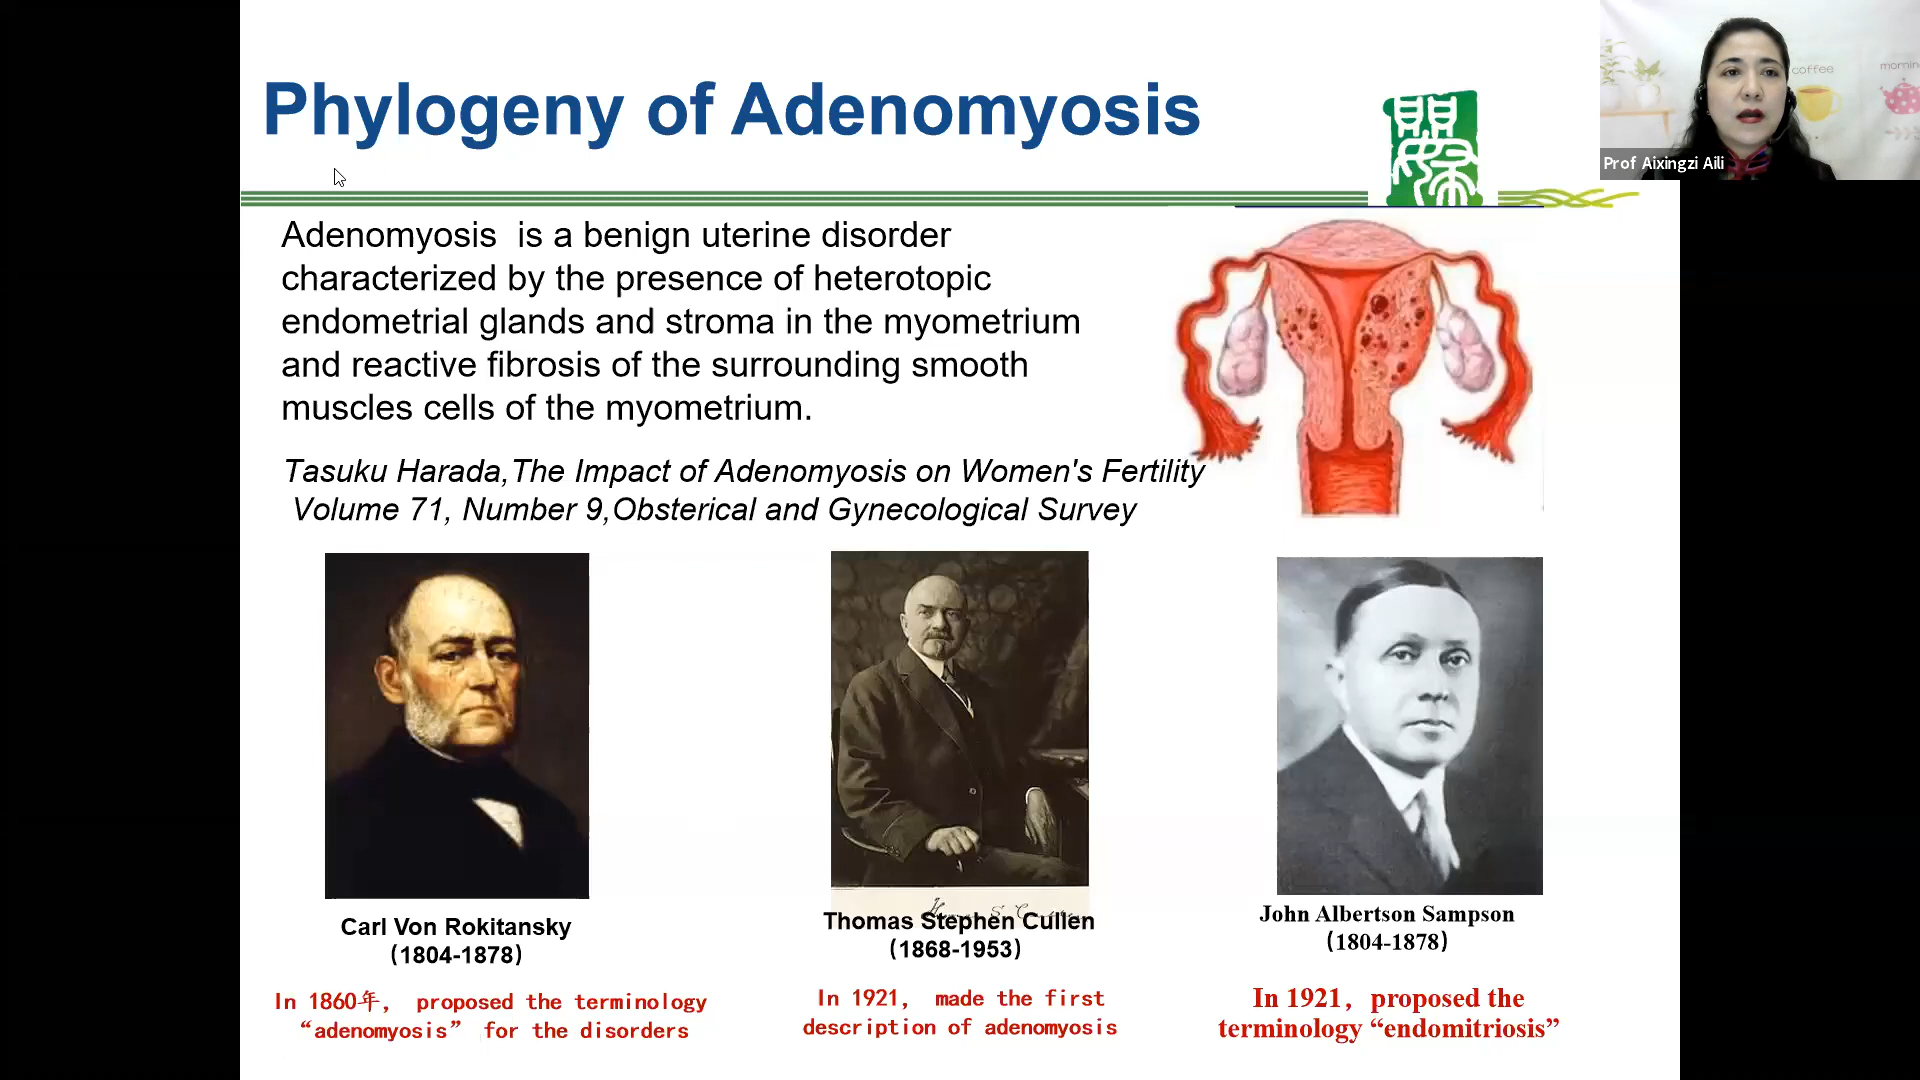 Phylogeny of Adenomyosis
coffee
morning
Prof Aixingzi Aili
Adenomyosis is a benign uterine disorder
characterized by the presence of heterotopic
endometrial glands and stroma in the myometrium
and reactive fibrosis of the surrounding smooth
muscles cells of the myometrium.
Tasuku Harada,The Impact of Adenomyosis on Women's Fertility
Volume 71, Number 9,Obsterical and Gynecological Survey
Carl Von Rokitansky
(1804-1878)
In 1860年, proposed the terminology
“adenomyosis” for the disorders
Thomas Stephen Cullen
(1868-1953)
In 1921, made the first
description of adenomyosis
John Albertson Sampson
(1804-1878)
In 1921, proposed the
terminology “endomitriosis”